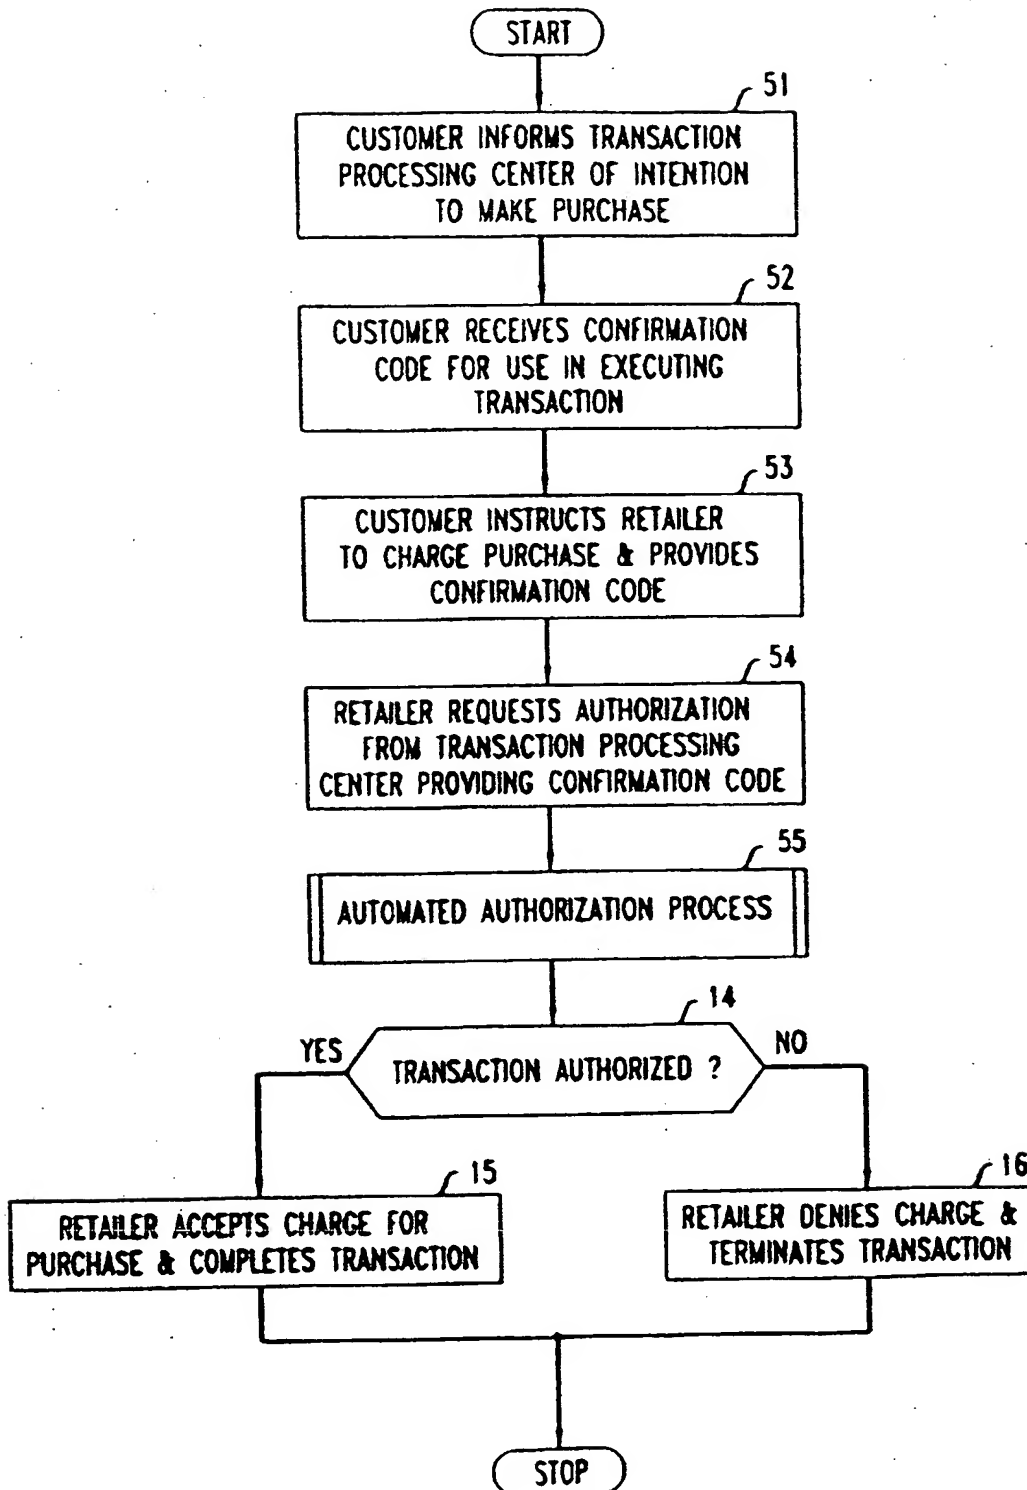 START
51
CUSTOMER INFORMS TRANSACTION
PROCESSING CENTER OF INTENTION
TO MAKE PURCHASE
52
CUSTOMER RECEIVES CONFIRMATION
CODE FOR USE IN EXECUTING
TRANSACTION
53
CUSTOMER INSTRUCTS RETAILER
TO CHARGE PURCHASE & PROVIDES
CONFIRMATION CODE
54
RETAILER REQUESTS AUTHORIZATION
FROM TRANSACTION PROCESSING
CENTER PROVIDING CONFIRMATION CODE
55
AUTOMATED AUTHORIZATION PROCESS
14
YES
TRANSACTION AUTHORIZED ?
NO
15
RETAILER ACCEPTS CHARGE FOR
PURCHASE & COMPLETES TRANSACTION
16
RETAILER DENIES CHARGE &
TERMINATES TRANSACTION
STOP